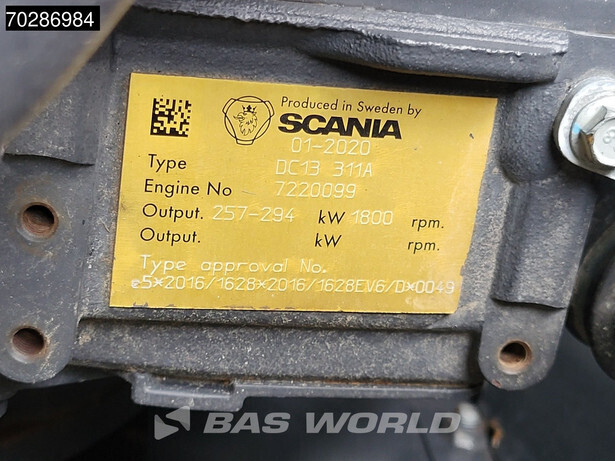 70286984
Produced in Sweden by
SCANIA
01-2020
Type DC13 311A
Engine No 7220099
Output. 257-294 kW 1800 rpm.
Output. kW rpm.
Type approval No.
e5*2016/1628*2016/1628EV6/D*0049
BAS WORLD